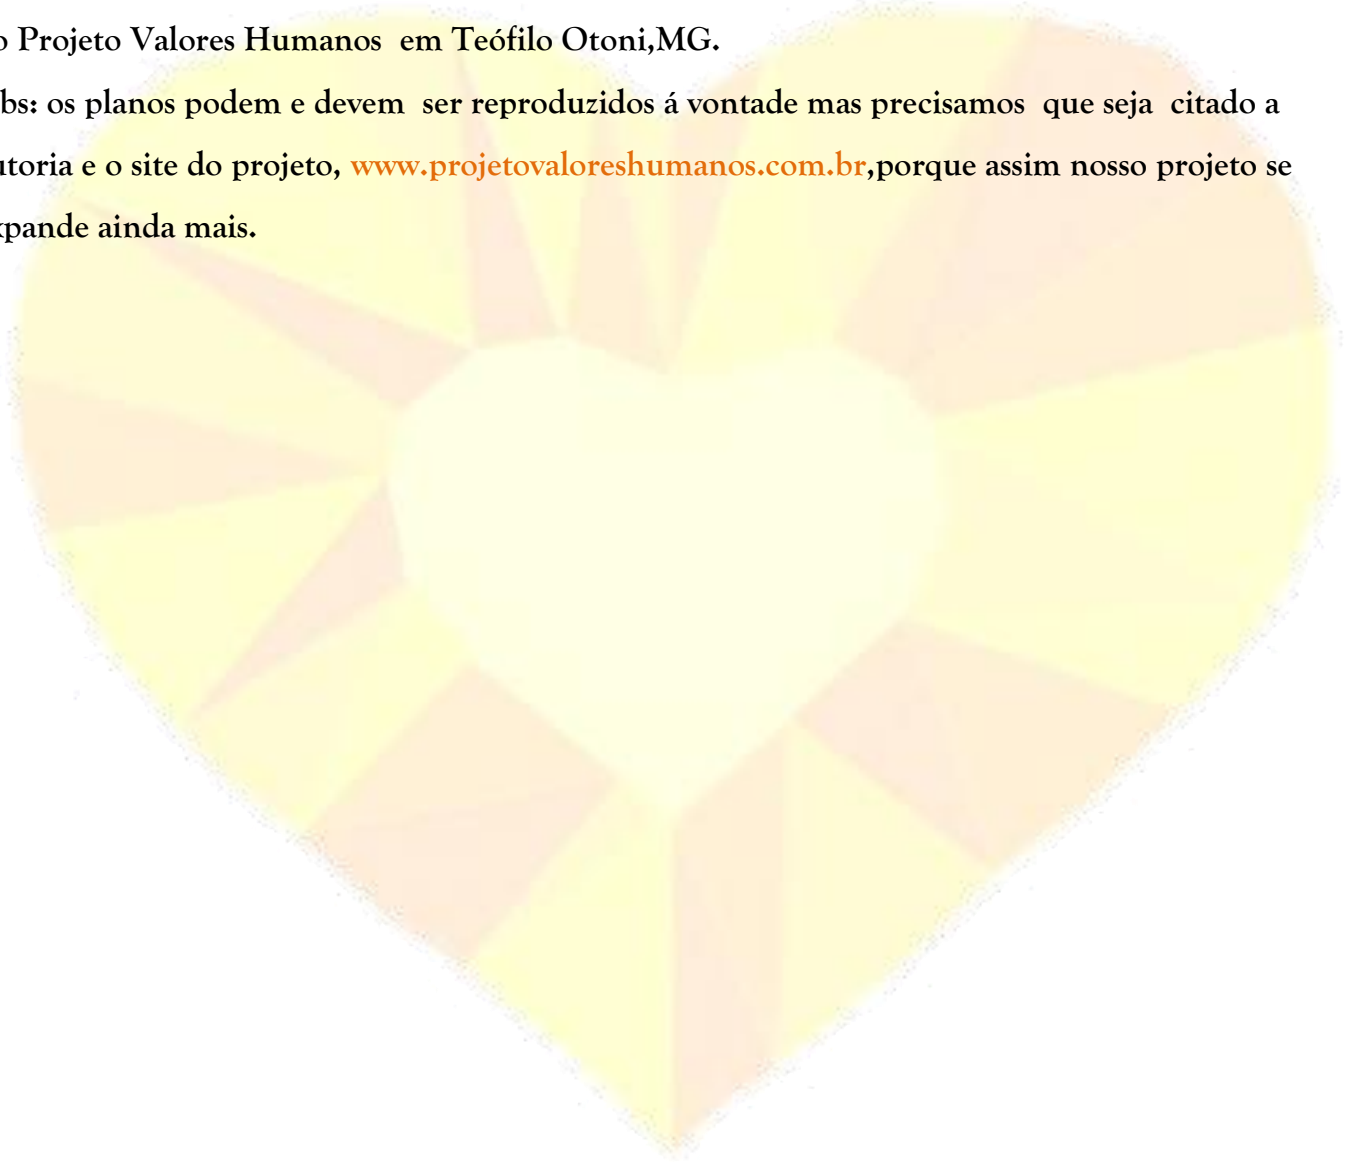 o Projeto Valores Humanos em Teófilo Otoni,MG.
bs: os planos podem e devem ser reproduzidos á vontade mas precisamos que seja citado a
utoria e o site do projeto, www.projetovaloreshumanos.com.br,porque assim nosso projeto se
xpande ainda mais.